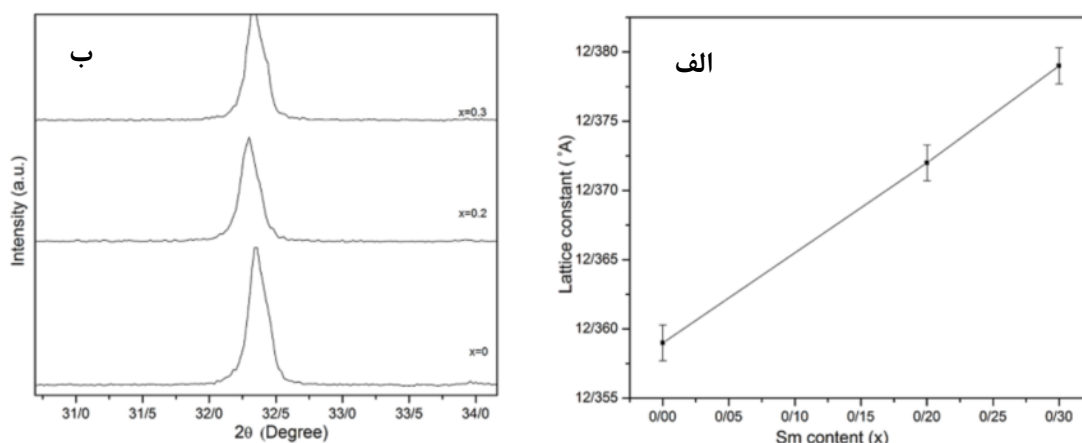 ب
Intensity (a.u.)
x=0.3
x=0.2
x=0
31/0 31/5 32/0 32/5 33/0 33/5 34/0
2θ (Degree)
الف
Lattice constant ( ˚A)
12/380
12/375
12/370
12/365
12/360
12/355
0/00 0/05 0/10 0/15 0/20 0/25 0/30
Sm content (x)